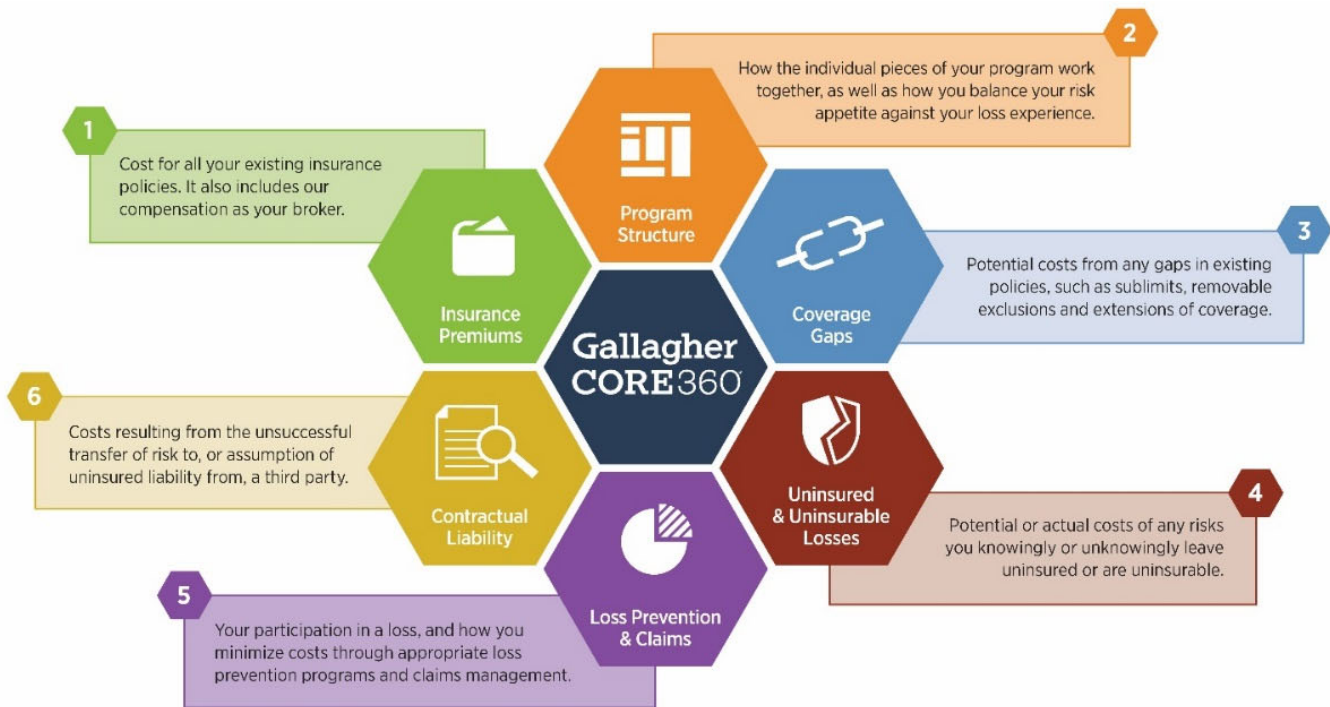 1
Cost for all your existing insurance
policies. It also includes our
compensation as your broker.
Insurance
Premiums
2
How the individual pieces of your program work
together, as well as how you balance your risk
appetite against your loss experience.
Program
Structure
3
Potential costs from any gaps in existing
policies, such as sublimits, removable
exclusions and extensions of coverage.
Coverage
Gaps
Gallagher
CORE360
4
Potential or actual costs of any risks
you knowingly or unknowingly leave
uninsured or are uninsurable.
Uninsured
& Uninsurable
Losses
5
Your participation in a loss, and how you
minimize costs through appropriate loss
prevention programs and claims management.
Loss Prevention
& Claims
6
Costs resulting from the unsuccessful
transfer of risk to, or assumption of
uninsured liability from, a third party.
Contractual
Liability